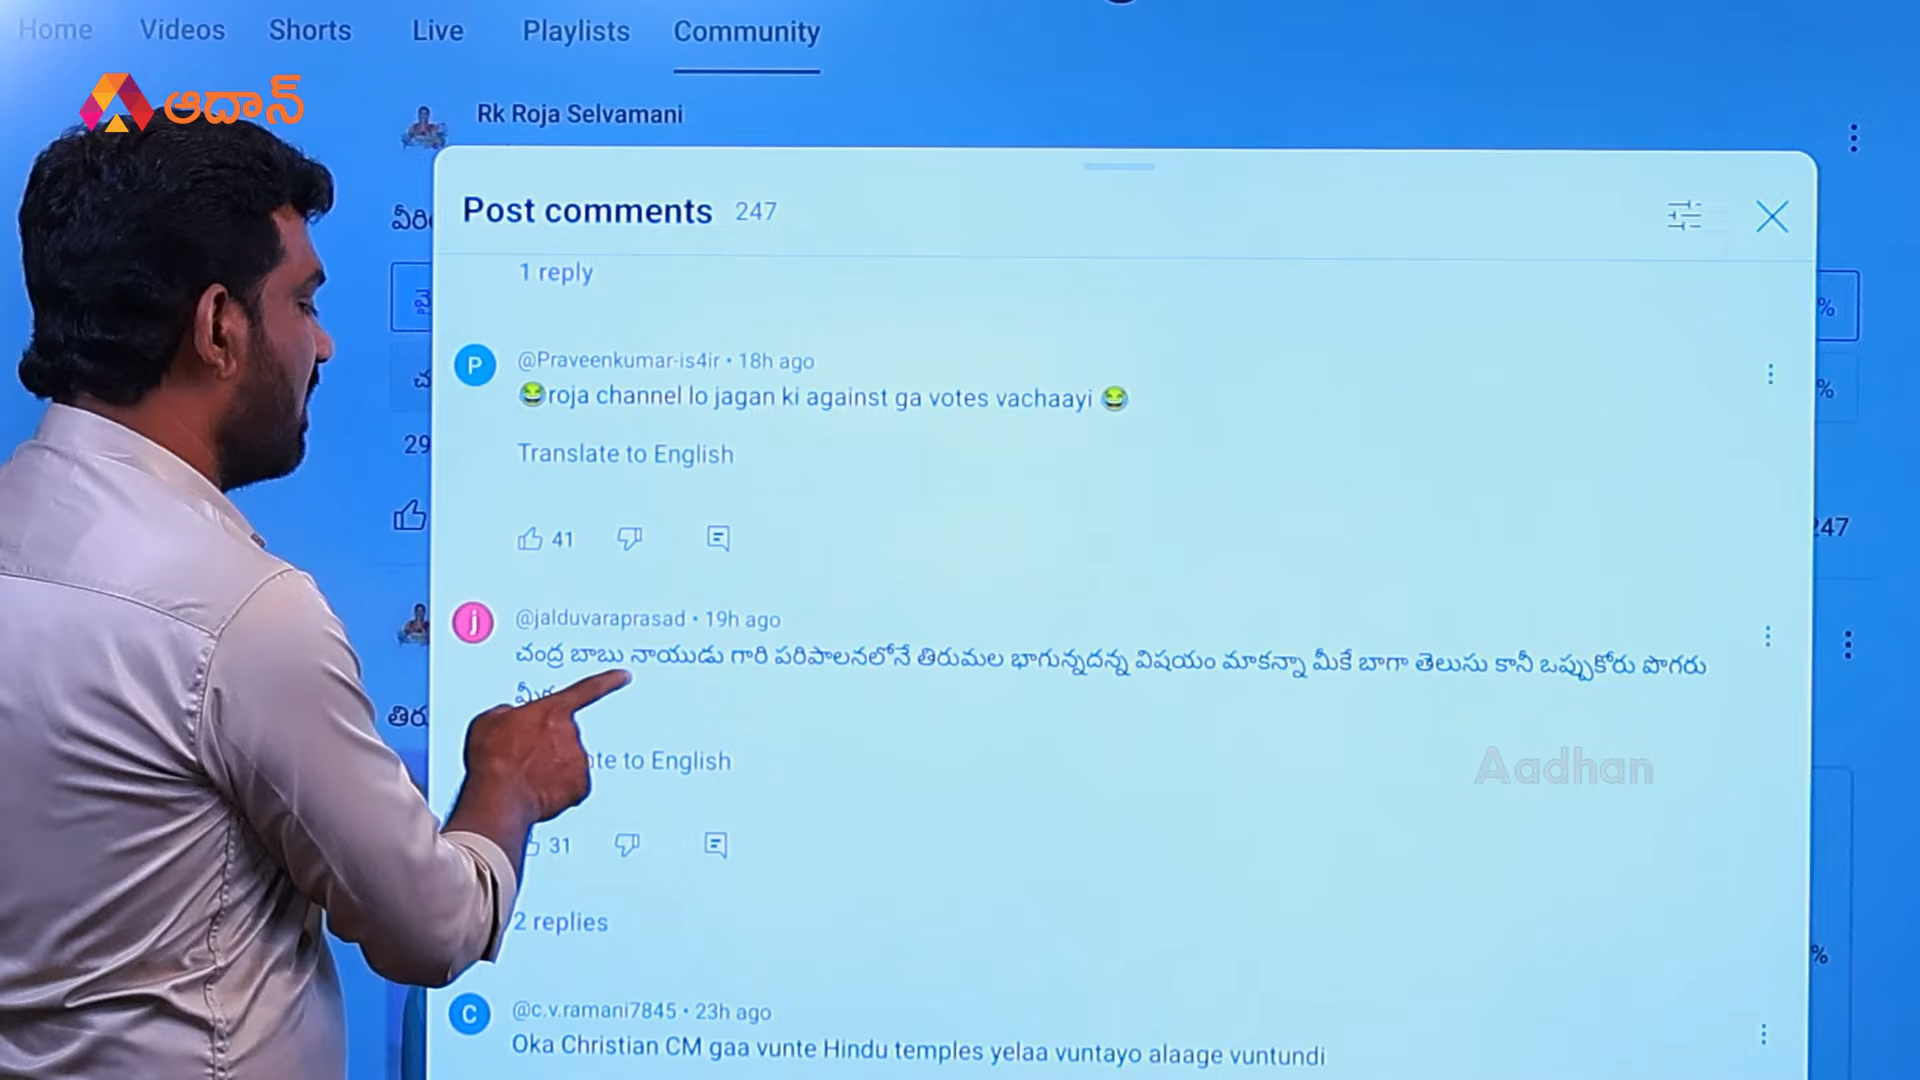 Home Videos Shorts Live Playlists Community
ఆదాన్
Rk Roja Selvamani
Post comments 247
1 reply
@Praveenkumar-is4ir • 18h ago
😂roja channel lo jagan ki against ga votes vachaayi 😂
Translate to English
29
41
247
@jalduvaraprasad • 19h ago
చంద్ర బాబు నాయుడు గారి పరిపాలనలోనే తిరుమల భాగున్నదన్న విషయం మాకన్నా మీకే బాగా తెలుసు కానీ ఒప్పుకోరు పొగరు
to English
Aadhan
31
2 replies
@c.v.ramani7845 • 23h ago
Oka Christian CM gaa vunte Hindu temples yelaa vuntayo alaage vuntundi